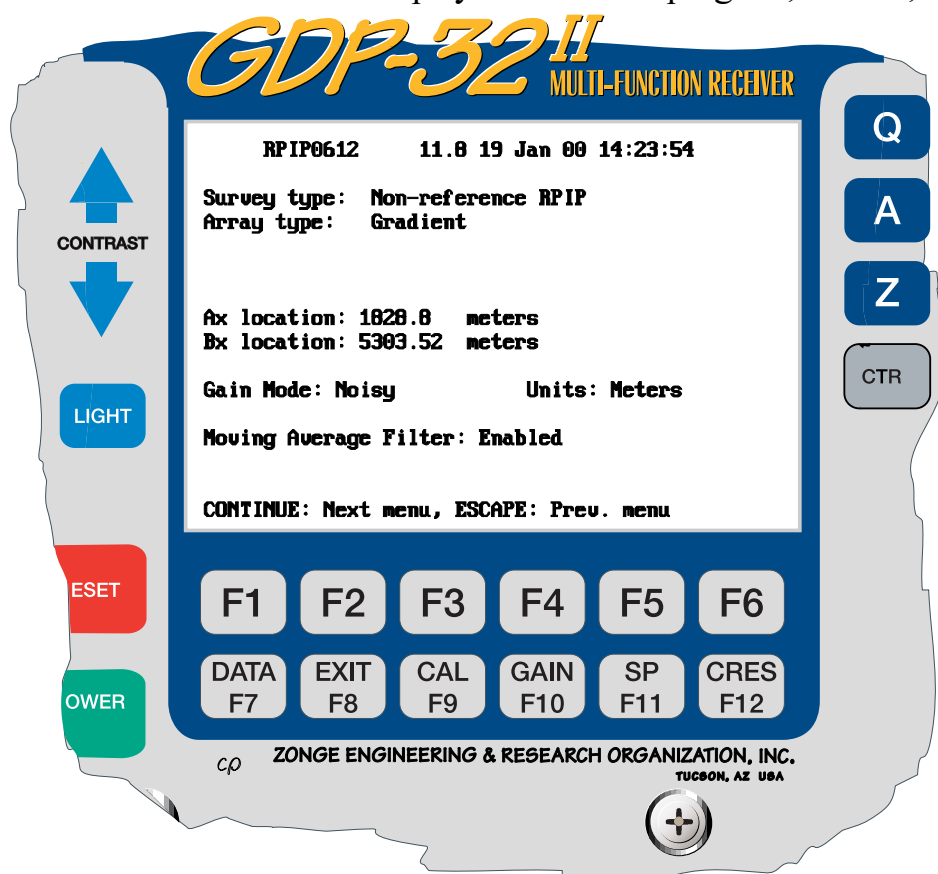 GDP-32 II
MULTI-FUNCTION RECEIVER
RPIP0612 11.8 19 Jan 00 14:23:54
Survey type: Non-reference RPIP
Array type: Gradient
Ax location: 1828.8 meters
Bx location: 5303.52 meters
Gain Mode: Noisy Units: Meters
Moving Average Filter: Enabled
CONTINUE: Next menu, ESCAPE: Prev. menu
CONTRAST
LIGHT
ESET
OWER
Q
A
Z
CTR
F1 F2 F3 F4 F5 F6
DATA EXIT CAL GAIN SP CRES
F7 F8 F9 F10 F11 F12
cp
ZONGE ENGINEERING & RESEARCH ORGANIZATION, INC.
TUCSON, AZ USA